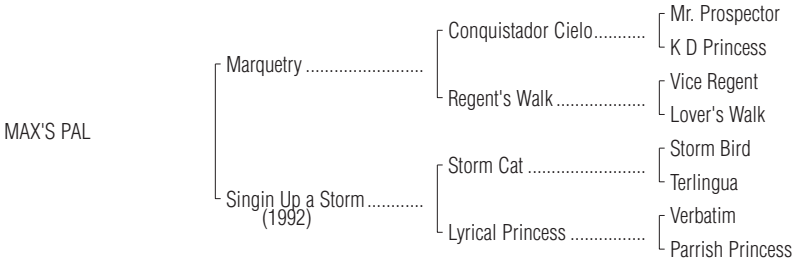 Mr. Prospector
Conquistador Cielo...........
K D Princess
Marquetry .........................
Vice Regent
Regent's Walk ...................
Lover's Walk
MAX'S PAL
Storm Bird
Storm Cat .........................
Terlingua
Singin Up a Storm............
(1992)
Verbatim
Lyrical Princess ................
Parrish Princess